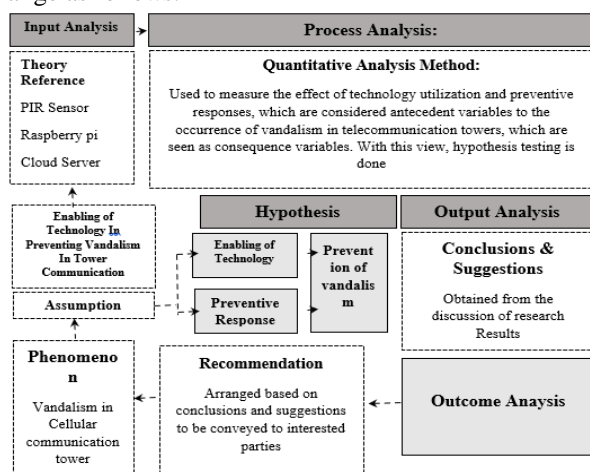 Input Analysis
Process Analysis:
Theory
Reference
PIR Sensor
Raspberry pi
Cloud Server
Quantitative Analysis Method:
Used to measure the effect of technology utilization and preventive
responses, which are considered antecedent variables to the
occurrence of vandalism in telecommunication towers, which are
seen as consequence variables. With this view, hypothesis testing is
done
Enabling of
Technology In
Preventing Vandalism
In Tower
Communication
Assumption
Hypothesis
Enabling of
Technology
Preventive
Response
Prevent
ion of
vandalis
m
Output Analysis
Conclusions &
Suggestions
Obtained from the
discussion of research
Results
Phenomeno
n
Vandalism in
Cellular
communication
tower
Recommendation
Arranged based on
conclusions and suggestions
to be conveyed to interested
parties
Outcome Anaysis